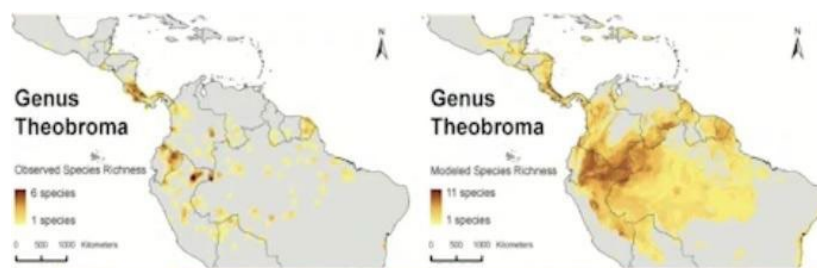 N
Genus
Theobroma
Observed Species Richness
6 species
1 species
0 500 1000 Kilometers
N
Genus
Theobroma
Modeled Species Richness
11 species
1 species
0 500 1000 Kilometers